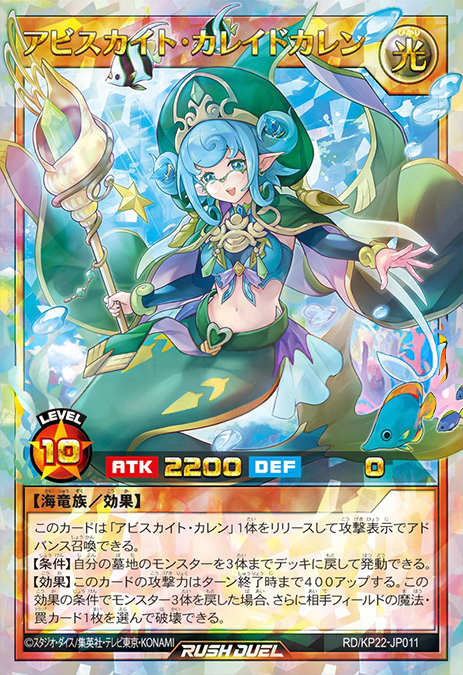 アビスカイト・カレイドカレン
ひかり
光
LEVEL
10
ATK 2200 DEF 0
【海竜族／効果】
このカードは「アビスカイト・カレン」1体をリリースして攻撃表示でアド
バンス召喚できる。
【条件】自分の墓地のモンスターを3体までデッキに戻して発動できる。
【効果】このカードの攻撃力はターン終了時まで400アップする。この
効果の条件でモンスター3体を戻した場合、さらに相手フィールドの魔法・
罠カード1枚を選んで破壊できる。
©スタジオ・ダイス/集英社・テレビ東京・KONAMI
RUSH DUEL
RD/KP22-JP011